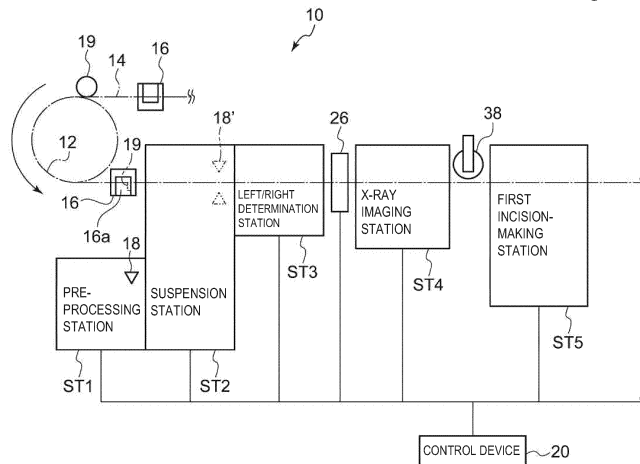 10
19
14
16
12
18'
26
38
19
16
16a
18
PRE-
PROCESSING
STATION
SUSPENSION
STATION
LEFT/RIGHT
DETERMINATION
STATION
X-RAY
IMAGING
STATION
FIRST
INCISION-
MAKING
STATION
ST1
ST2
ST3
ST4
ST5
CONTROL DEVICE
20